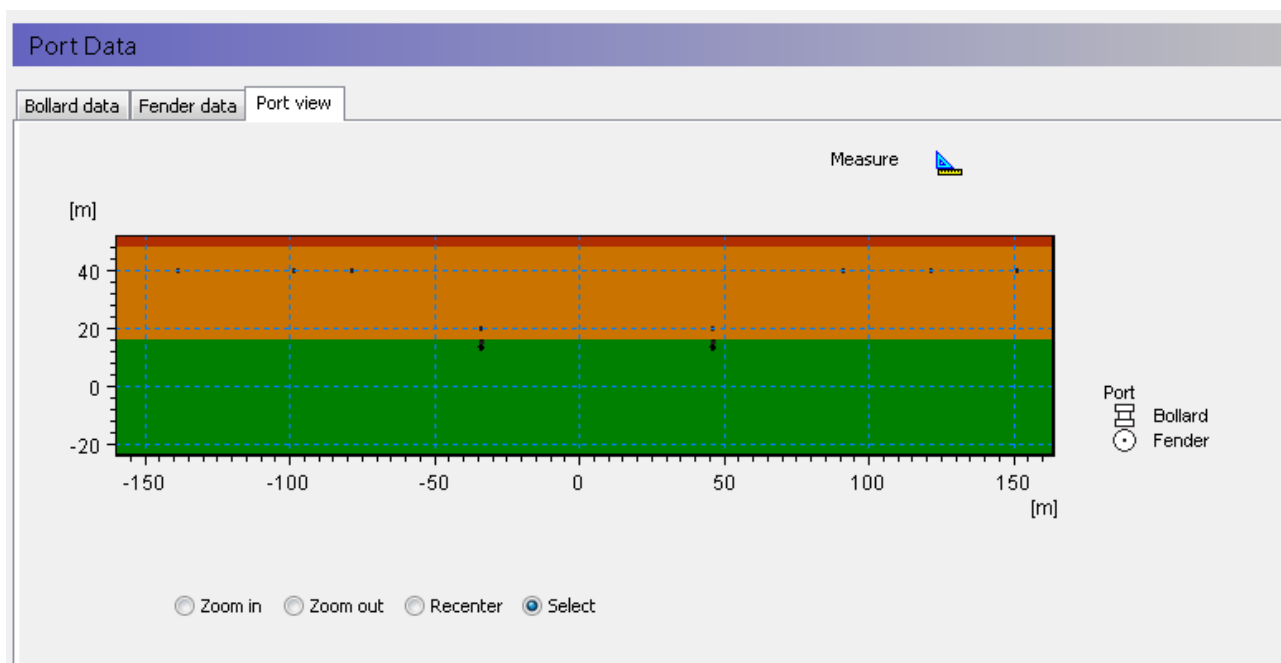 Port Data
Bollard data Fender data Port view
Measure
[m]
40
20
0
-20
-150 -100 -50 0 50 100 150
[m]
Port
Bollard
Fender
Zoom in Zoom out Recenter Select